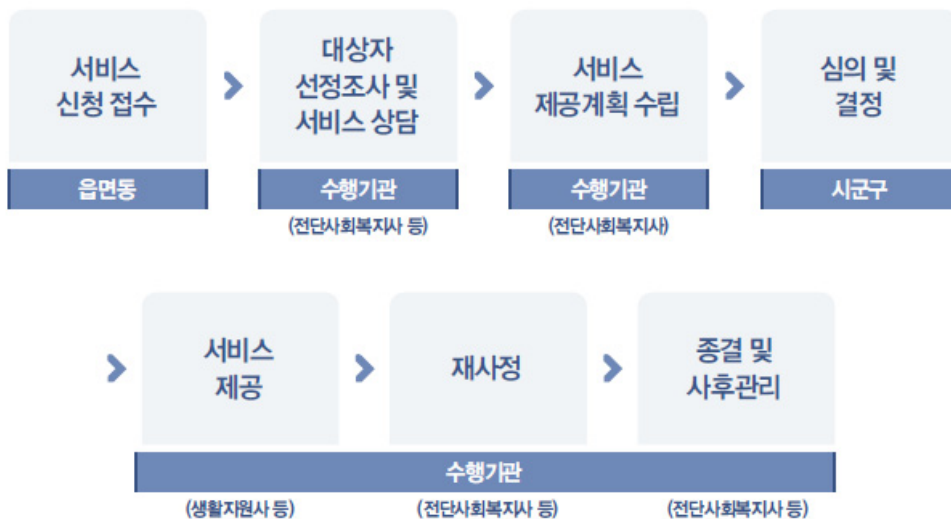 서비스
신청 접수
읍면동
대상자
선정조사 및
서비스 상담
수행기관
(전단사회복지사 등)
서비스
제공계획 수립
수행기관
(전단사회복지사)
심의 및
결정
시군구
서비스
제공
재사정
종결 및
사후관리
수행기관
(생활지원사 등)
(전단사회복지사 등)
(전단사회복지사 등)